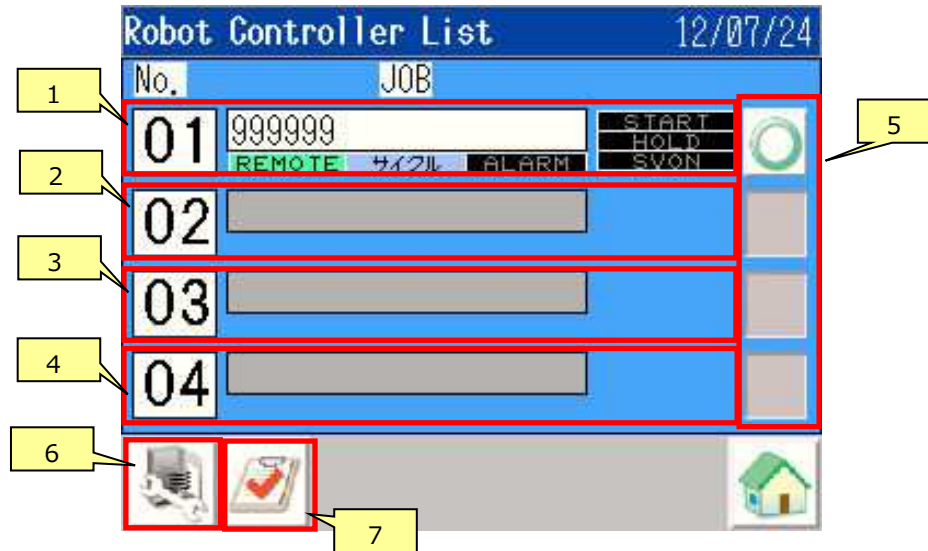 Robot Controller List 12/07/24
No. JOB
1
01 999999 START
HOLD
REMOTE サイクル ALARM SVON
5
2
02
3
03
4
04
6
7